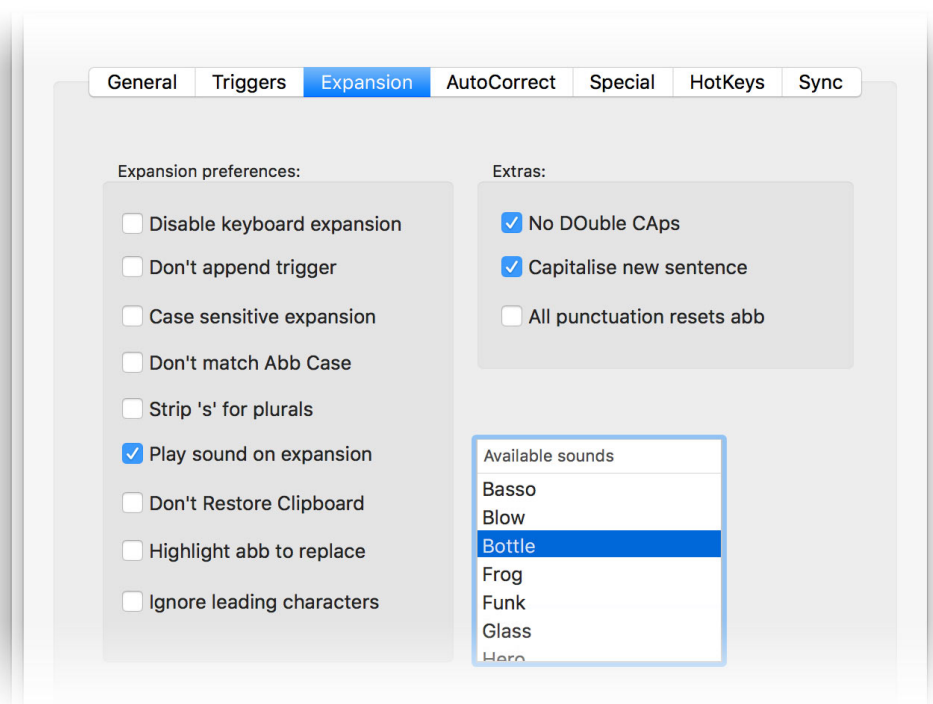 General Triggers Expansion AutoCorrect Special HotKeys Sync
Expansion preferences:
Disable keyboard expansion
Don't append trigger
Case sensitive expansion
Don't match Abb Case
Strip 's' for plurals
Play sound on expansion
Don't Restore Clipboard
Highlight abb to replace
Ignore leading characters
Extras:
No DOuble CAps
Capitalise new sentence
All punctuation resets abb
Available sounds
Basso
Blow
Bottle
Frog
Funk
Glass
Hero